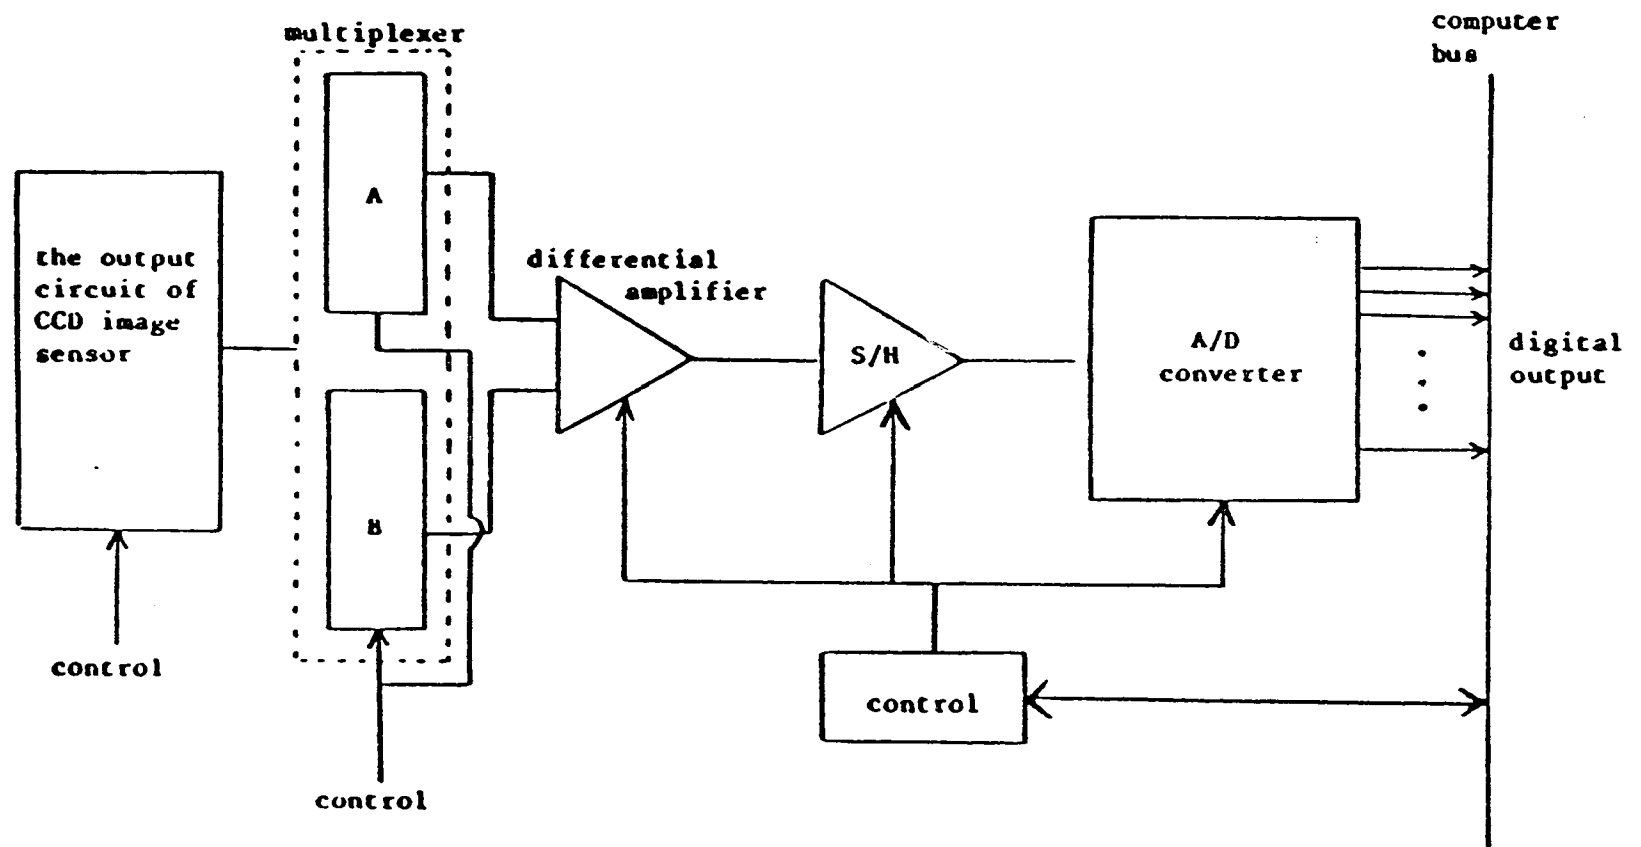 multiplexer
computer
bus
the output
circuit of
CCD image
sensor
A
differential
amplifier
S/H
A/D
converter
digital
output
B
control
control
control